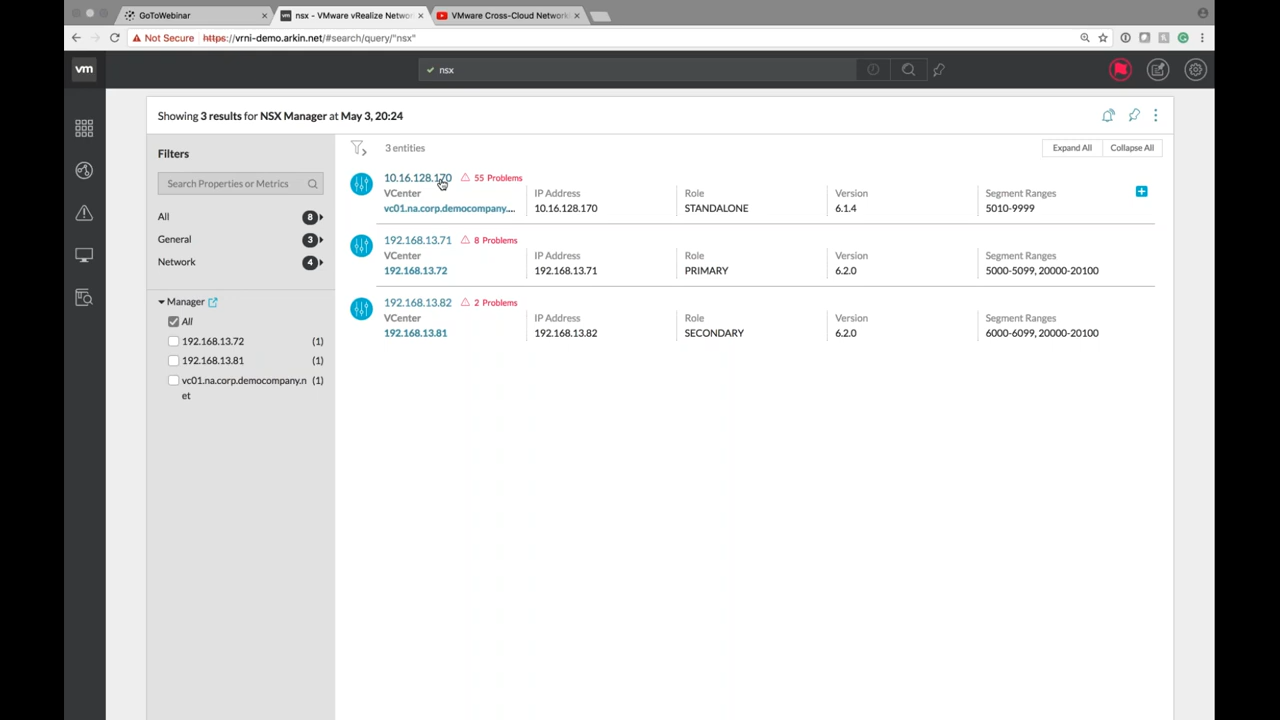 GoToWebinar
nsx - VMware vRealize Networ
VMware Cross-Cloud Network
Not Secure
https://vrni-demo.arkin.net/#search/query/"nsx"
vm
nsx
Showing 3 results for NSX Manager at May 3, 20:24
Filters
Search Properties or Metrics
All 8
General 3
Network 4
Manager
All
192.168.13.72 (1)
192.168.13.81 (1)
vc01.na.corp.democompany.n (1)
et
3 entities
Expand All
Collapse All
10.16.128.170 55 Problems
VCenter IP Address Role Version Segment Ranges
vc01.na.corp.democompany.... 10.16.128.170 STANDALONE 6.1.4 5010-9999
192.168.13.71 8 Problems
VCenter IP Address Role Version Segment Ranges
192.168.13.72 192.168.13.71 PRIMARY 6.2.0 5000-5099, 20000-20100
192.168.13.82 2 Problems
VCenter IP Address Role Version Segment Ranges
192.168.13.81 192.168.13.82 SECONDARY 6.2.0 6000-6099, 20000-20100